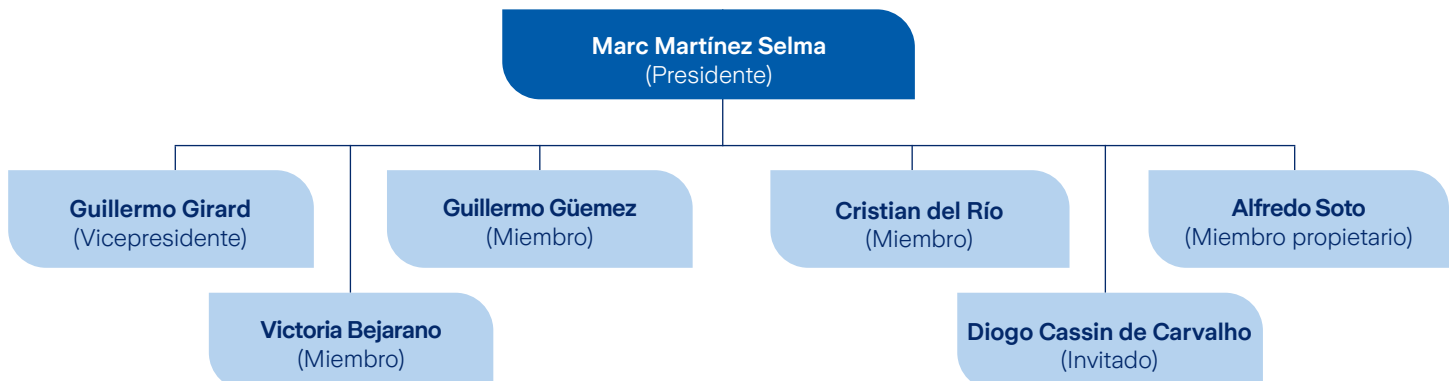 Marc Martínez Selma
(Presidente)
Guillermo Girard
(Vicepresidente)
Guillermo Güemez
(Miembro)
Cristian del Río
(Miembro)
Alfredo Soto
(Miembro propietario)
Victoria Bejarano
(Miembro)
Diogo Cassin de Carvalho
(Invitado)